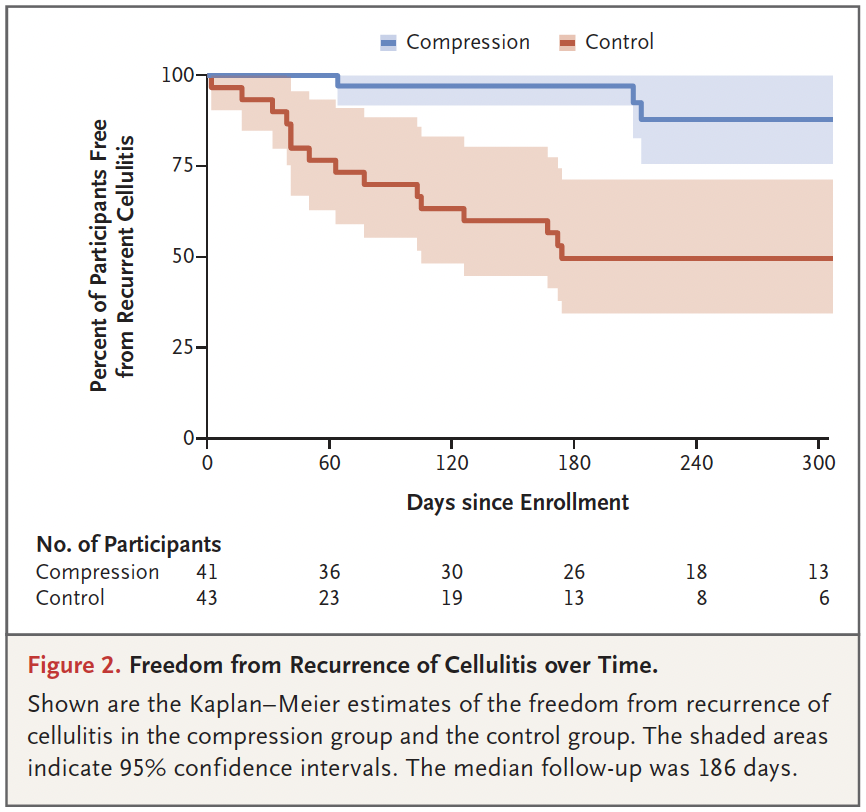 Compression Control
Percent of Participants Free
from Recurrent Cellulitis
100
75
50
25
0
0 60 120 180 240 300
Days since Enrollment
No. of Participants
Compression 41 36 30 26 18 13
Control 43 23 19 13 8 6
Figure 2. Freedom from Recurrence of Cellulitis over Time.
Shown are the Kaplan–Meier estimates of the freedom from recurrence of
cellulitis in the compression group and the control group. The shaded areas
indicate 95% confidence intervals. The median follow-up was 186 days.